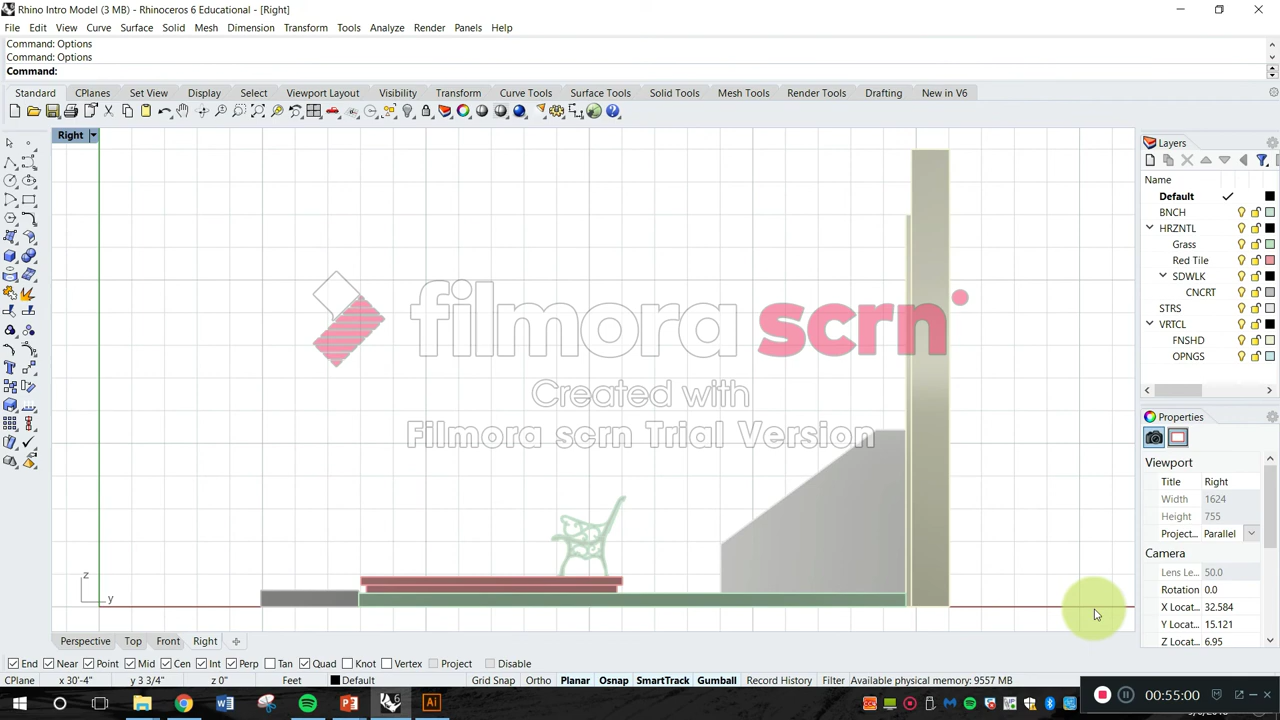 Rhino Intro Model (3 MB) - Rhinoceros 6 Educational - [Right]
File Edit View Curve Surface Solid Mesh Dimension Transform Tools Analyze Render Panels Help
Command: Options
Command: Options
Command:
Standard CPlanes Set View Display Select Viewport Layout Visibility Transform Curve Tools Surface Tools Solid Tools Mesh Tools Render Tools Drafting New in V6
Right
z
y
filmora scrn
Created with
Filmora scrn Trial Version
Layers
Name
Default
BNCH
HRZNTL
Grass
Red Tile
SDWLK
CNCRT
STRS
VRTCL
FNSHD
OPNGS
Properties
Viewport
Title Right
Width 1624
Height 755
Project... Parallel
Camera
Lens Le... 50.0
Rotation 0.0
X Locat... 32.584
Y Locat... 15.121
Z Locat... 6.95
Perspective Top Front Right
End Near Point Mid Cen Int Perp Tan Quad Knot Vertex Project Disable
CPlane x 30'-4" y 3 3/4" z 0" Feet Default Grid Snap Ortho Planar Osnap SmartTrack Gumball Record History Filter Available physical memory: 9557 MB
00:55:00